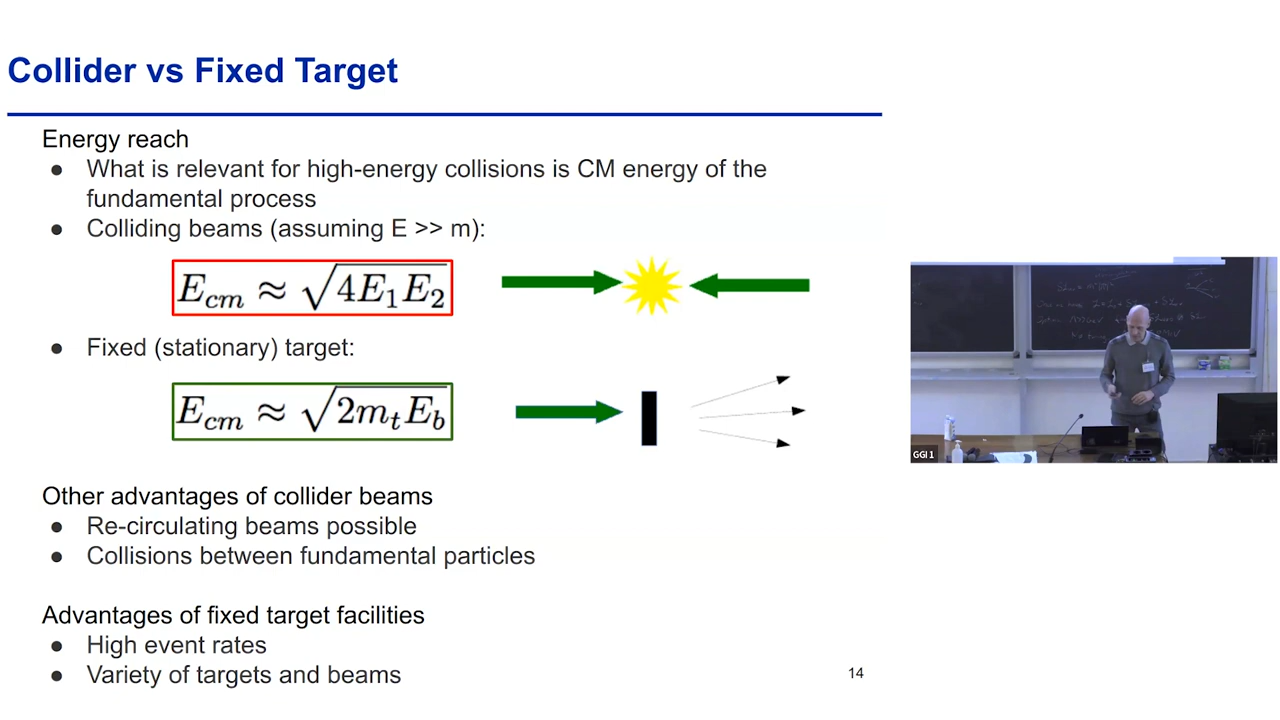 Collider vs Fixed Target
Energy reach
● What is relevant for high-energy collisions is CM energy of the
fundamental process
● Colliding beams (assuming E >> m):
E_cm ≈ √4E₁E₂
● Fixed (stationary) target:
E_cm ≈ √2m_tE_b
Other advantages of collider beams
● Re-circulating beams possible
● Collisions between fundamental particles
Advantages of fixed target facilities
● High event rates
● Variety of targets and beams
14
GGI 1